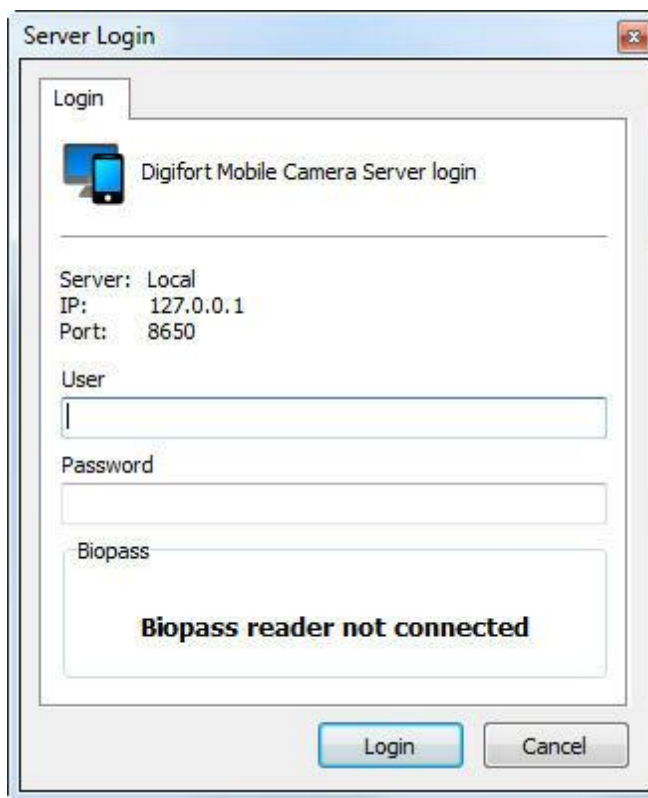 Server Login
Login
Digifort Mobile Camera Server login
Server: Local
IP: 127.0.0.1
Port: 8650
User
Password
Biopass
Biopass reader not connected
Login Cancel